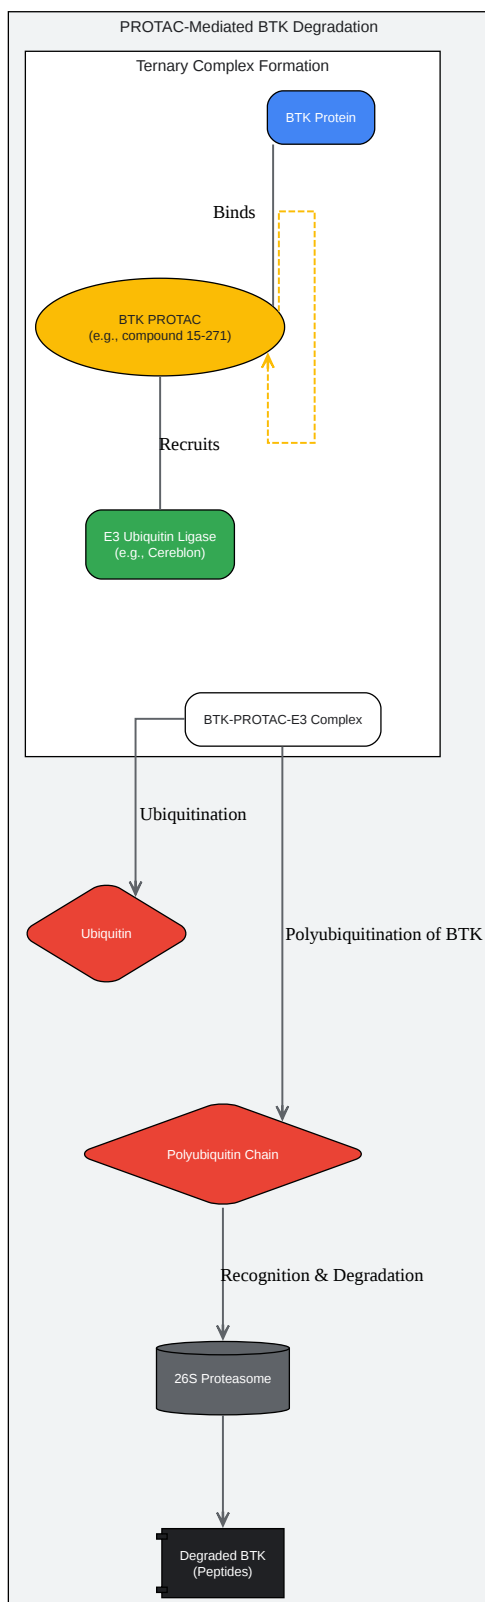 PROTAC-Mediated BTK Degradation
Ternary Complex Formation
BTK Protein
Binds
BTK PROTAC
(e.g., compound 15-271)
Recruits
E3 Ubiquitin Ligase
(e.g., Cereblon)
BTK-PROTAC-E3 Complex
Ubiquitination
Ubiquitin
Polyubiquitination of BTK
Polyubiquitin Chain
Recognition & Degradation
26S Proteasome
Degraded BTK
(Peptides)